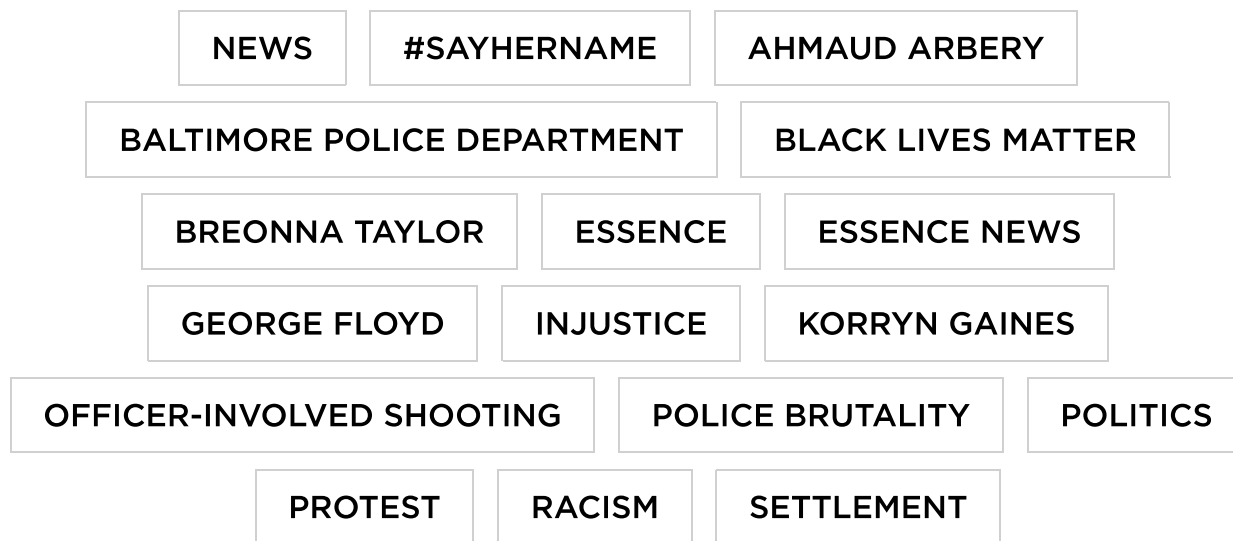 NEWS #SAYHERNAME AHMAUD ARBERY
BALTIMORE POLICE DEPARTMENT BLACK LIVES MATTER
BREONNA TAYLOR ESSENCE ESSENCE NEWS
GEORGE FLOYD INJUSTICE KORRYN GAINES
OFFICER-INVOLVED SHOOTING POLICE BRUTALITY POLITICS
PROTEST RACISM SETTLEMENT